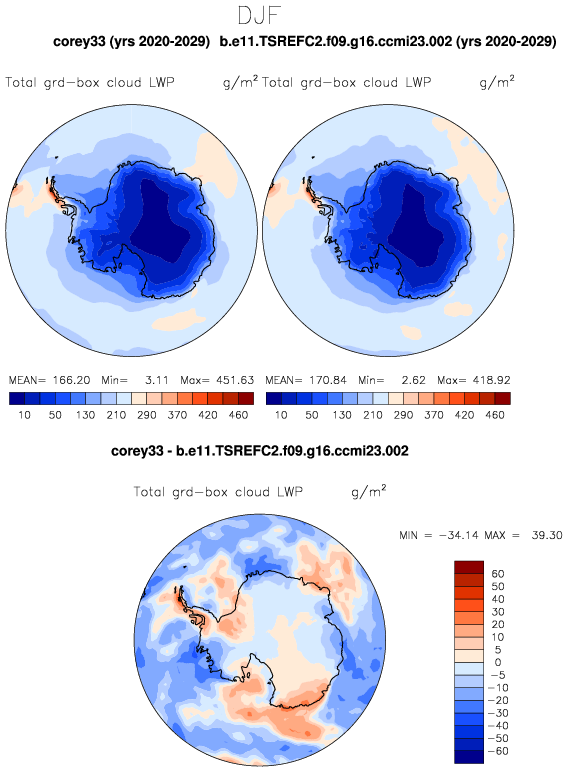 DJF
corey33 (yrs 2020-2029) b.e11.TSREFC2.f09.g16.ccmi23.002 (yrs 2020-2029)
Total grd-box cloud LWP g/m² Total grd-box cloud LWP g/m²
MEAN= 166.20 Min= 3.11 Max= 451.63 MEAN= 170.84 Min= 2.62 Max= 418.92
10 50 130 210 290 370 420 460 10 50 130 210 290 370 420 460
corey33 - b.e11.TSREFC2.f09.g16.ccmi23.002
Total grd-box cloud LWP g/m²
MIN = -34.14 MAX = 39.30
60
50
40
30
20
10
5
0
-5
-10
-20
-30
-40
-50
-60